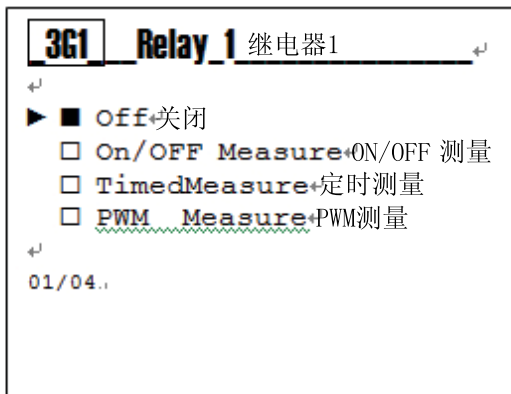 3G1 Relay_1 继电器1
▶ ■ Off 关闭
□ On/OFF Measure ON/OFF 测量
□ TimedMeasure 定时测量
□ PWM Measure PWM测量
01/04